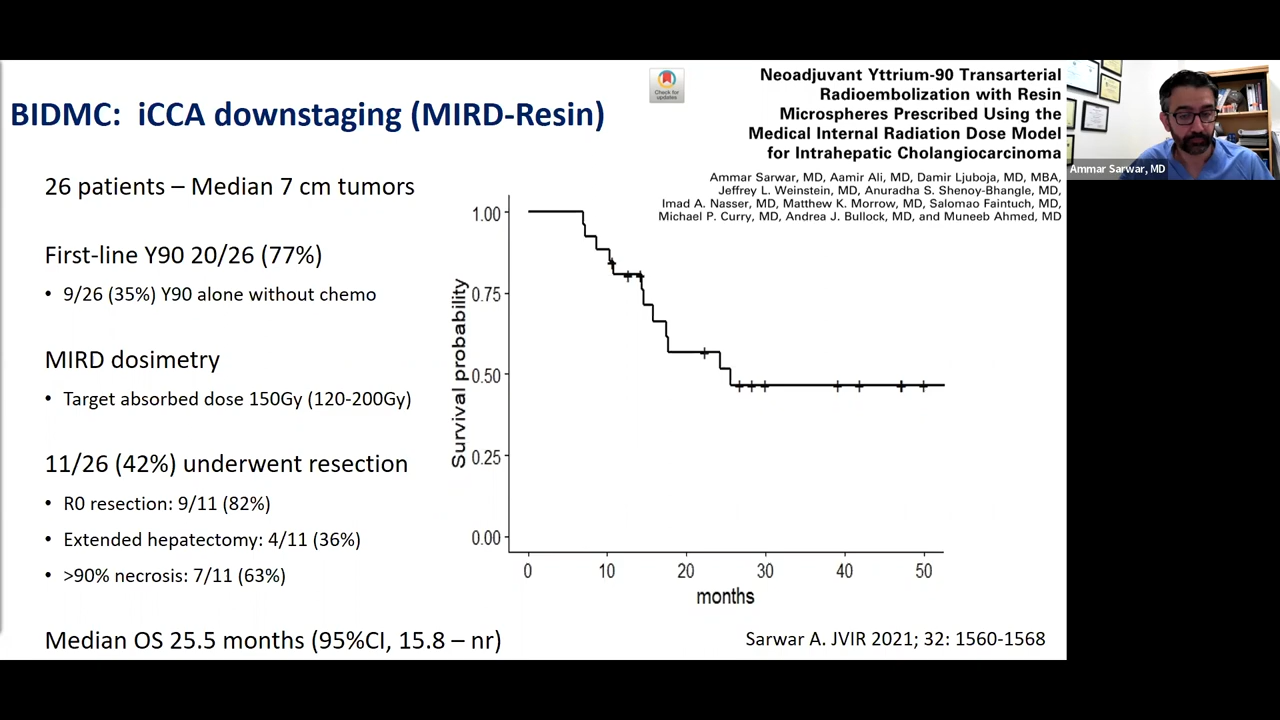 BIDMC: iCCA downstaging (MIRD-Resin)
Check for
updates
Neoadjuvant Yttrium-90 Transarterial
Radioembolization with Resin
Microspheres Prescribed Using the
Medical Internal Radiation Dose Model
for Intrahepatic Cholangiocarcinoma
Ammar Sarwar, MD, Aamir Ali, MD, Damir Ljuboja, MD, MBA,
Jeffrey L. Weinstein, MD, Anuradha S. Shenoy-Bhangle, MD,
Imad A. Nasser, MD, Matthew K. Morrow, MD, Salomao Faintuch, MD,
Michael P. Curry, MD, Andrea J. Bullock, MD, and Muneeb Ahmed, MD
Ammar Sarwar, MD
26 patients – Median 7 cm tumors
First-line Y90 20/26 (77%)
• 9/26 (35%) Y90 alone without chemo
MIRD dosimetry
• Target absorbed dose 150Gy (120-200Gy)
11/26 (42%) underwent resection
• R0 resection: 9/11 (82%)
• Extended hepatectomy: 4/11 (36%)
• >90% necrosis: 7/11 (63%)
Median OS 25.5 months (95%CI, 15.8 – nr)
Survival probability
1.00
0.75
0.50
0.25
0.00
0 10 20 30 40 50
months
Sarwar A. JVIR 2021; 32: 1560-1568